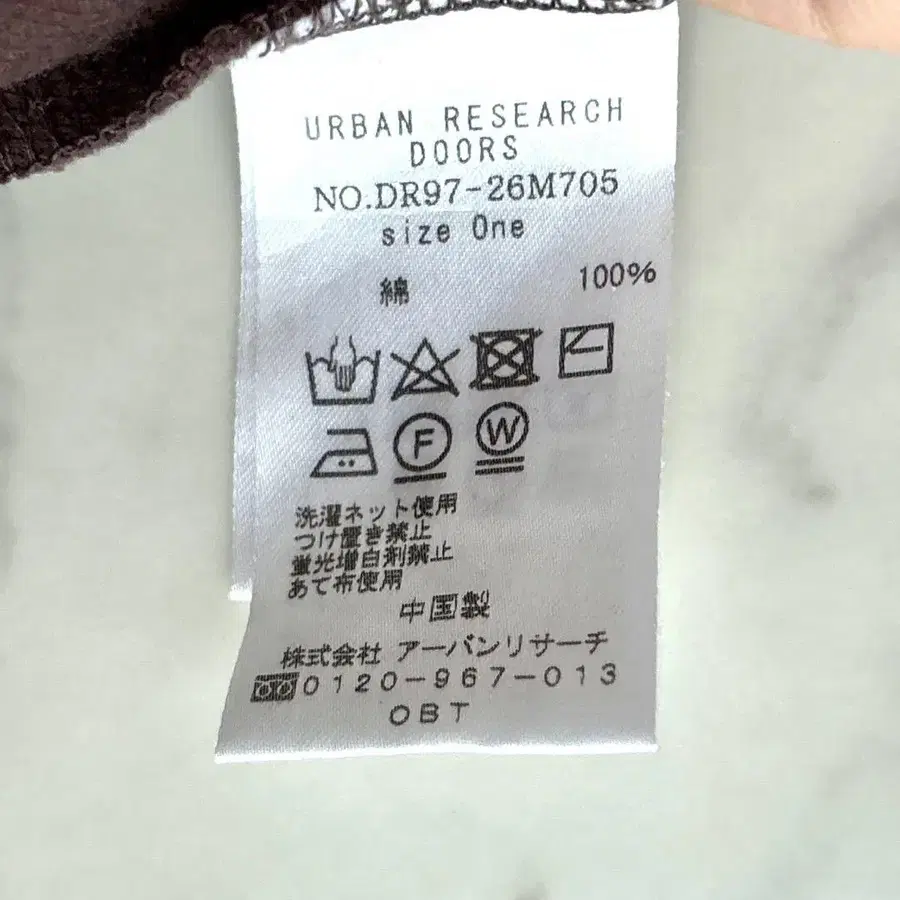 URBAN RESEARCH
DOORS
NO.DR97-26M705
size One
綿 100%
F W
洗濯ネット使用
つけ置き禁止
蛍光増白剤禁止
あて布使用
中国製
株式会社 アーバンリサーチ
0120-967-013
OBT